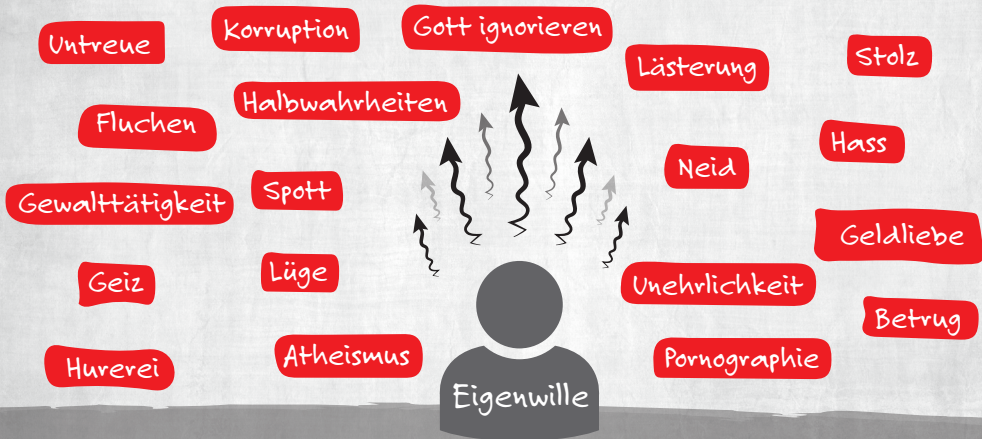 Untreue
Korruption
Gott ignorieren
Lästerung
Stolz
Fluchen
Halbwahrheiten
Neid
Hass
Gewalttätigkeit
Spott
Geldliebe
Geiz
Lüge
Unehrlichkeit
Betrug
Hurerei
Atheismus
Pornographie
Eigenwille